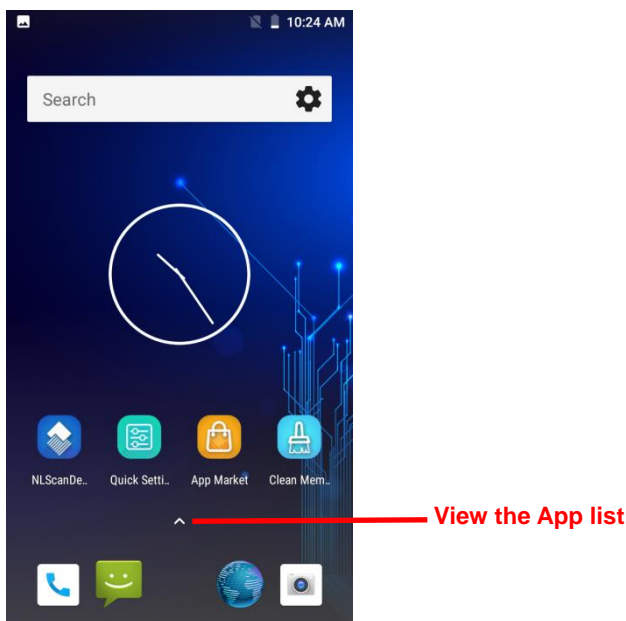 10:24 AM
Search
NLScanDe..
Quick Setti..
App Market
Clean Mem..
View the App list